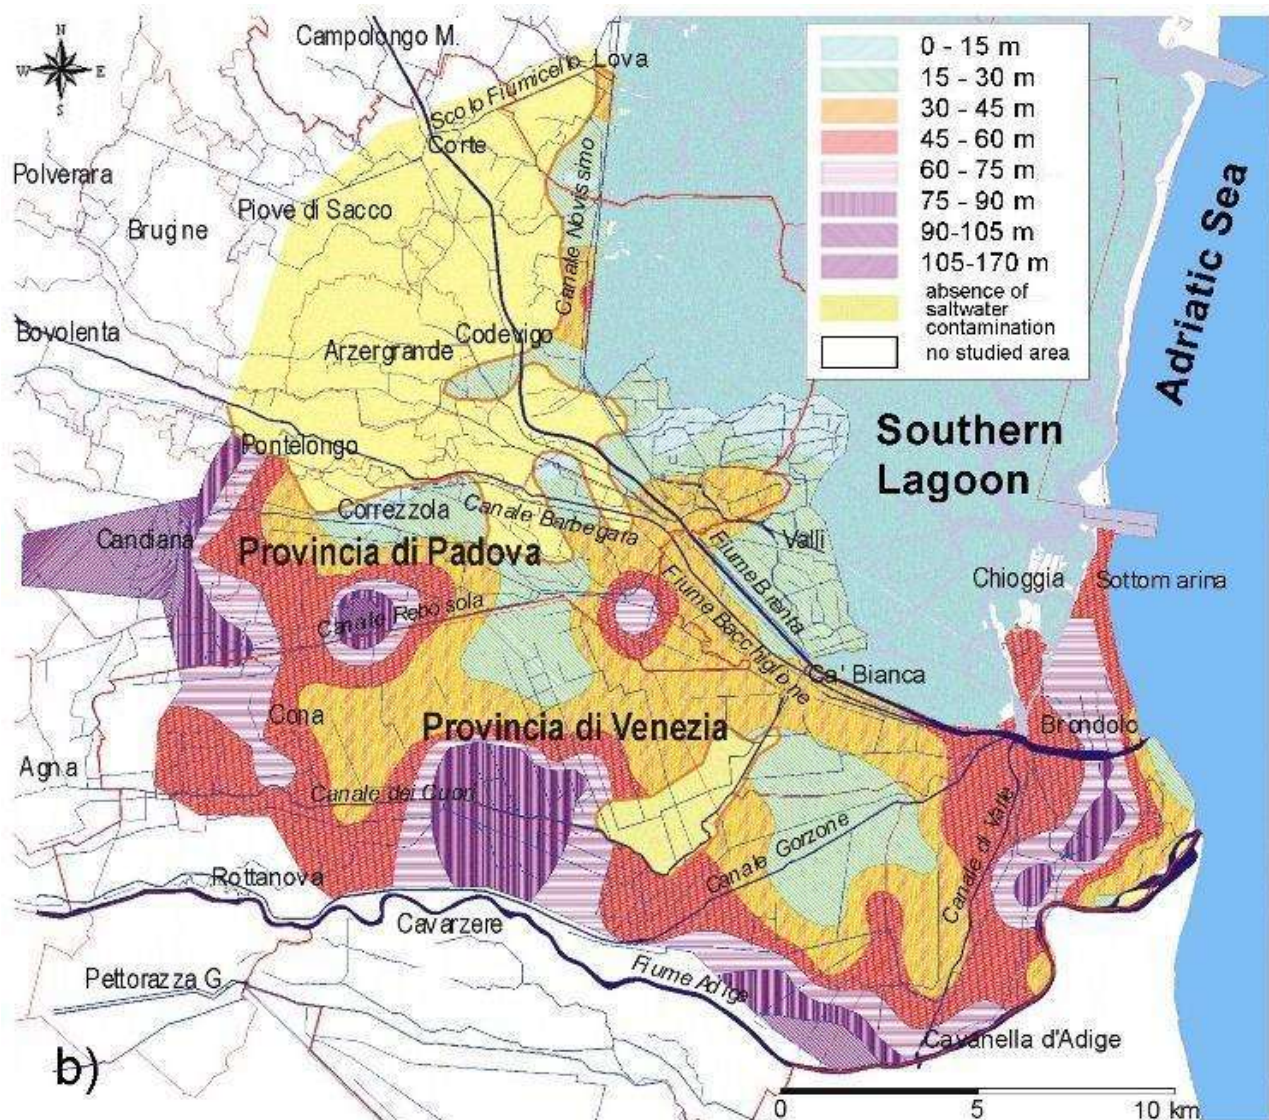 N
W E
S
Campolongo M.
Scolo Fiumicello Lova
Corte
Canale Novissimo
Polverara
Piove di Sacco
Brugine
Bovolenta
Arzergrande
Codevigo
Pontelongo
Correzzola
Canale Barbegara
Candiana
Provincia di Padova
Canale Rebosola
Fiume Brenta
Valli
Fiume Bacchiglione
Ca' Bianca
Chioggia
Sottomarina
Brondolo
Cona
Provincia di Venezia
Agna
Canale dei Cuori
Canale Gorzone
Canale di Valle
Rottanova
Cavarzere
Fiume Adige
Pettorazza G
Cavanella d'Adige
Southern
Lagoon
Adriatic Sea
0 - 15 m
15 - 30 m
30 - 45 m
45 - 60 m
60 - 75 m
75 - 90 m
90-105 m
105-170 m
absence of
saltwater
contamination
no studied area
b)
0 5 10 km